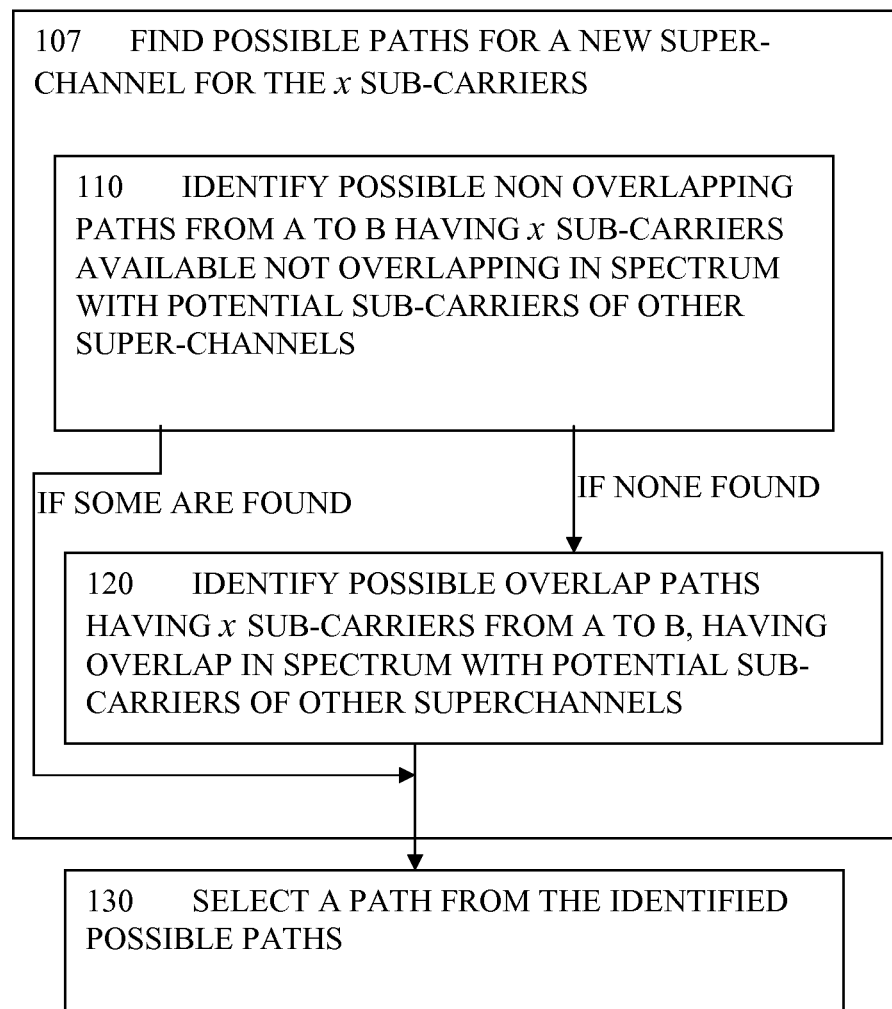 107 FIND POSSIBLE PATHS FOR A NEW SUPER-
CHANNEL FOR THE x SUB-CARRIERS
110 IDENTIFY POSSIBLE NON OVERLAPPING
PATHS FROM A TO B HAVING x SUB-CARRIERS
AVAILABLE NOT OVERLAPPING IN SPECTRUM
WITH POTENTIAL SUB-CARRIERS OF OTHER
SUPER-CHANNELS
IF SOME ARE FOUND
IF NONE FOUND
120 IDENTIFY POSSIBLE OVERLAP PATHS
HAVING x SUB-CARRIERS FROM A TO B, HAVING
OVERLAP IN SPECTRUM WITH POTENTIAL SUB-
CARRIERS OF OTHER SUPERCHANNELS
130 SELECT A PATH FROM THE IDENTIFIED
POSSIBLE PATHS